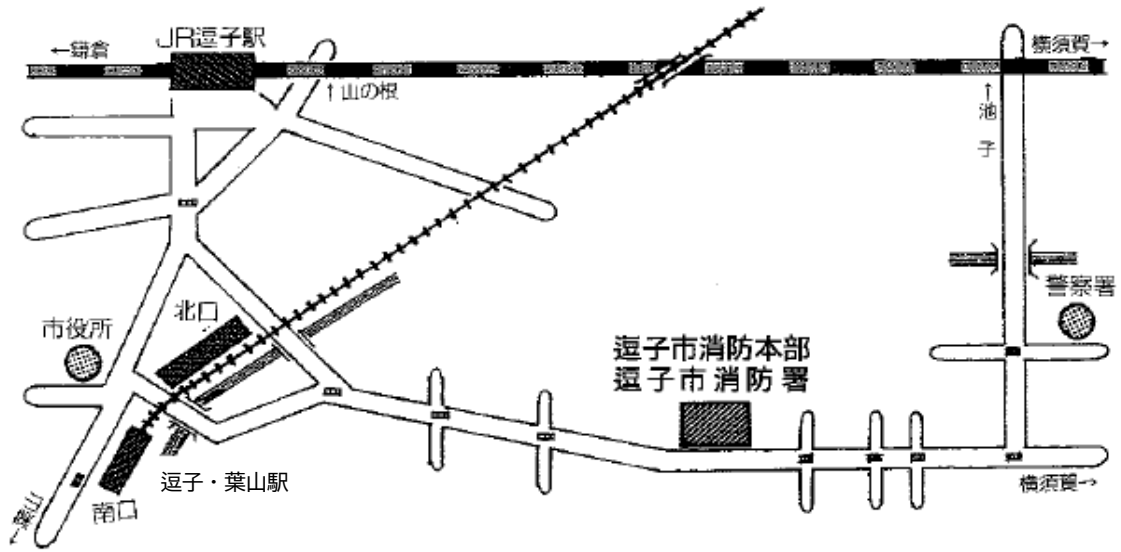 JR逗子駅
←鎌倉
横須賀→
↑山の根
↑池子
警察署
北口
市役所
逗子市消防本部
逗子市消防署
逗子・葉山駅
南口
←葉山
横須賀→